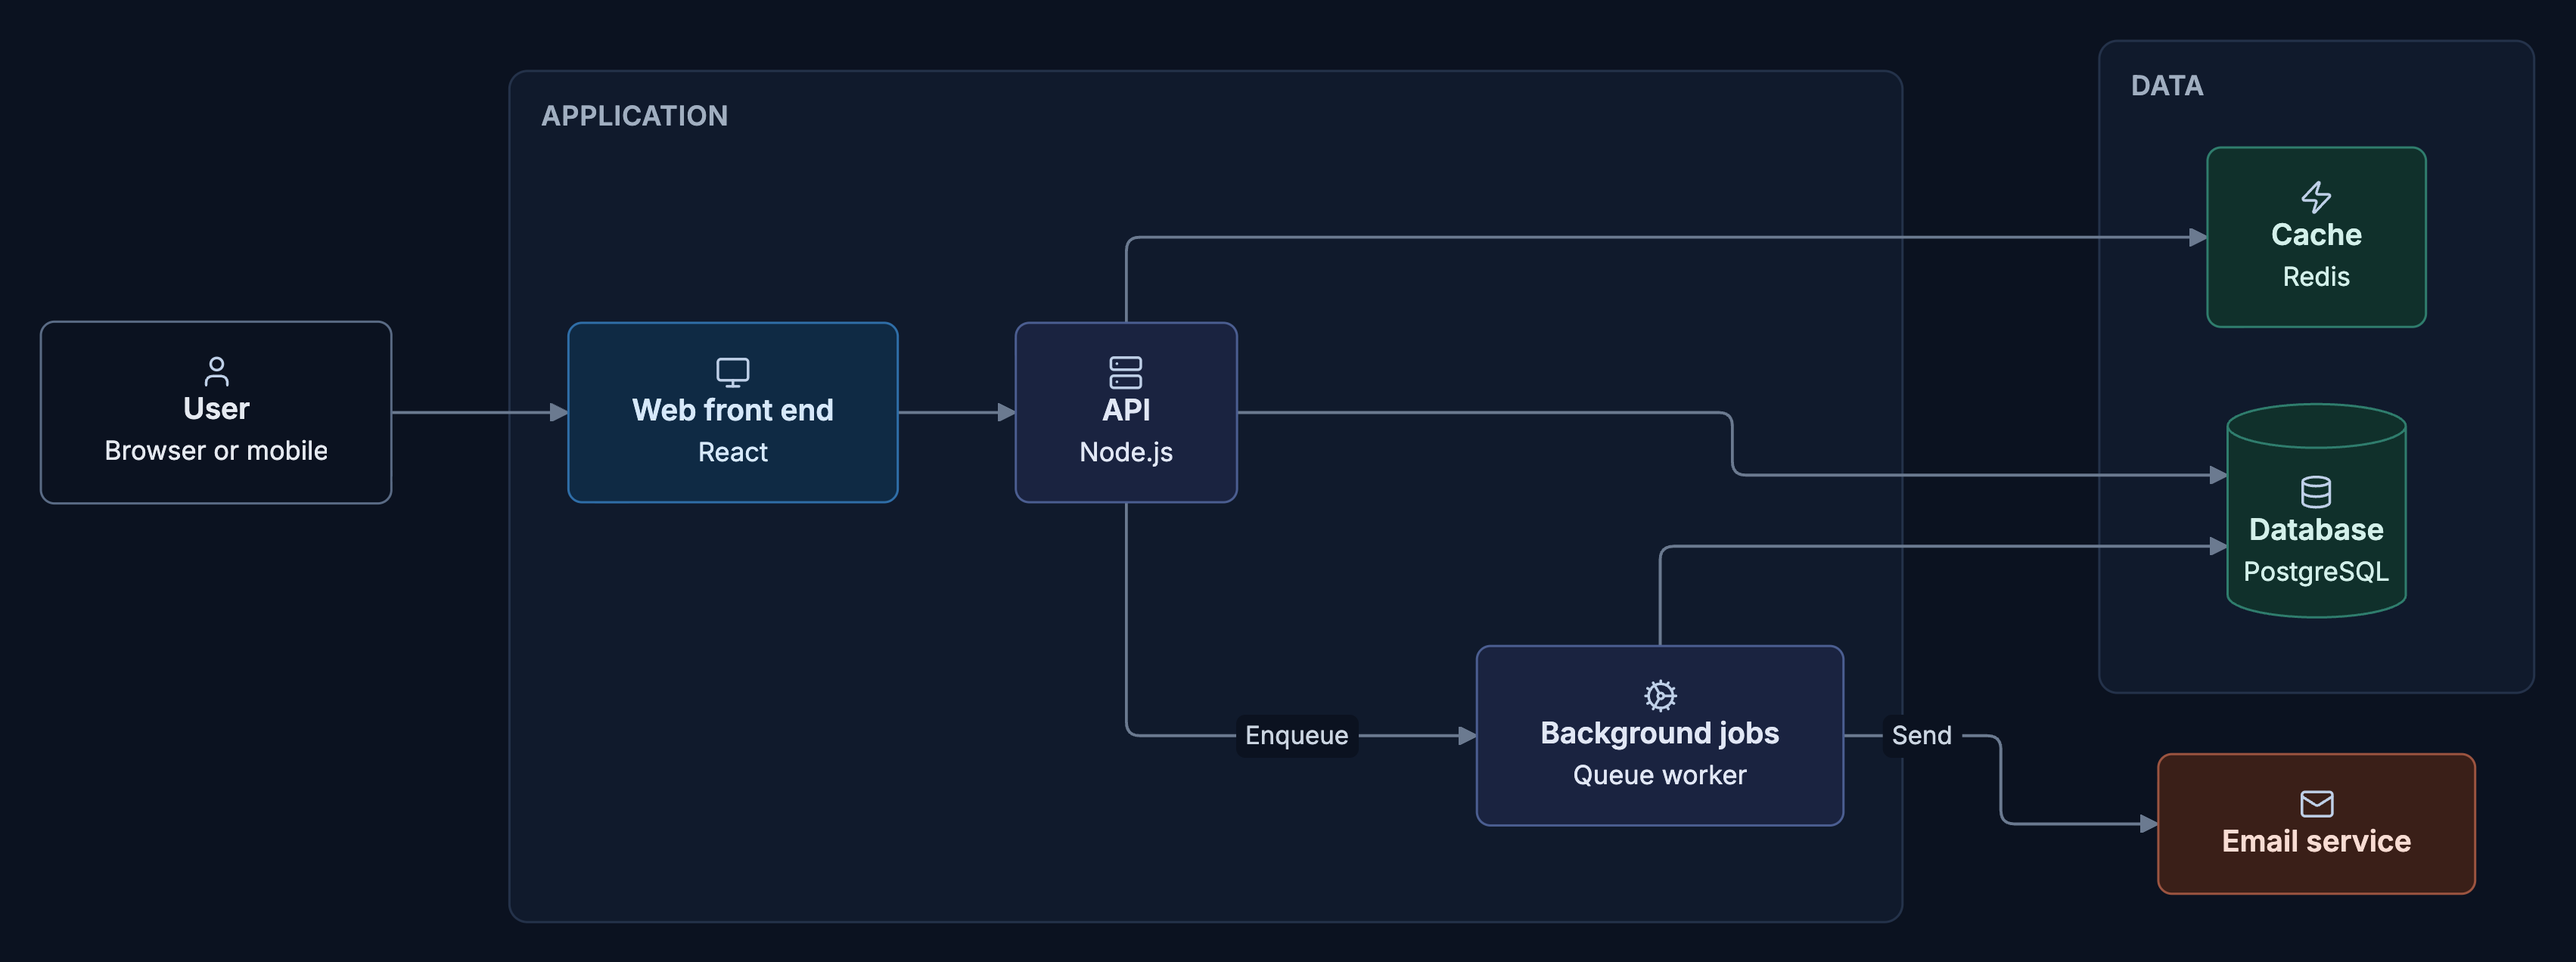 APPLICATION
DATA
Cache
Redis
User
Browser or mobile
Web front end
React
API
Node.js
Database
PostgreSQL
Enqueue
Background jobs
Queue worker
Send
Email service